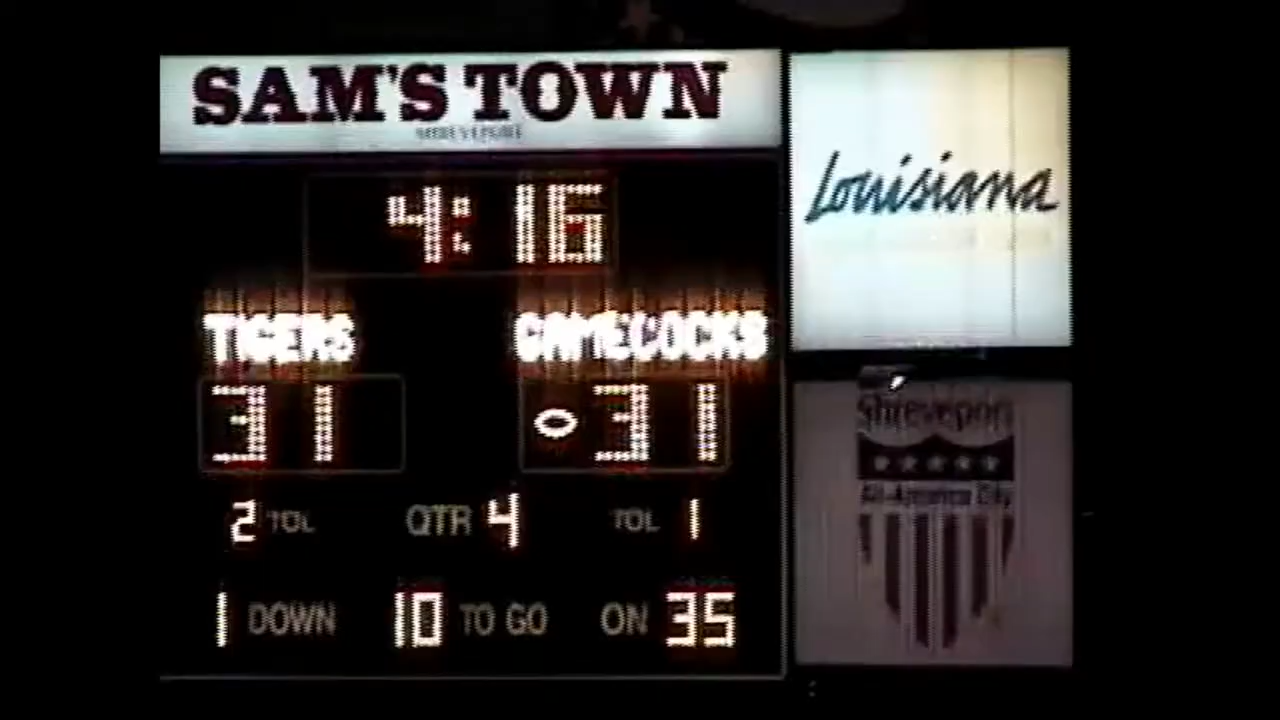 SAM'S TOWN
SHREVEPORT
4:16
TIGERS GAMECOCKS
31 31
2 TOL QTR 4 TOL 1
1 DOWN 10 TO GO ON 35
Louisiana
Shreveport
All-America City